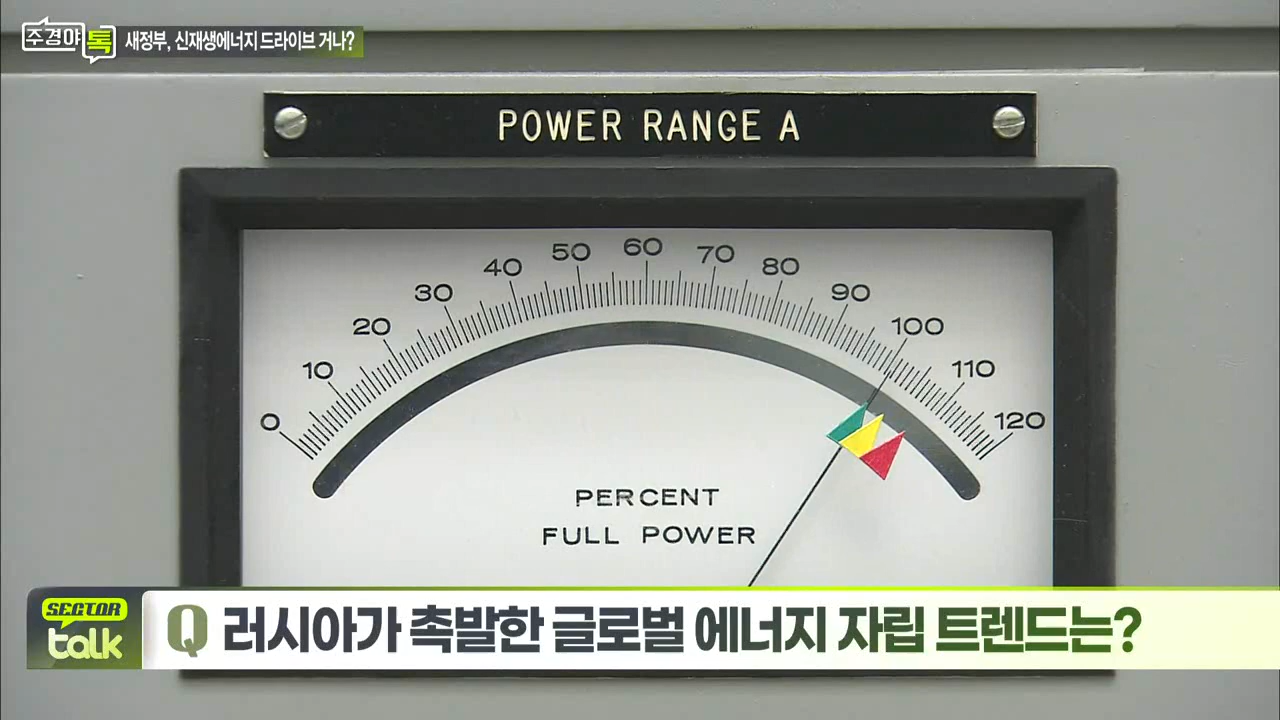 주경야톡 새정부, 신재생에너지 드라이브 거나?
POWER RANGE A
0 10 20 30 40 50 60 70 80 90 100 110 120
PERCENT
FULL POWER
SECTOR
talk
Q 러시아가 촉발한 글로벌 에너지 자립 트렌드는?